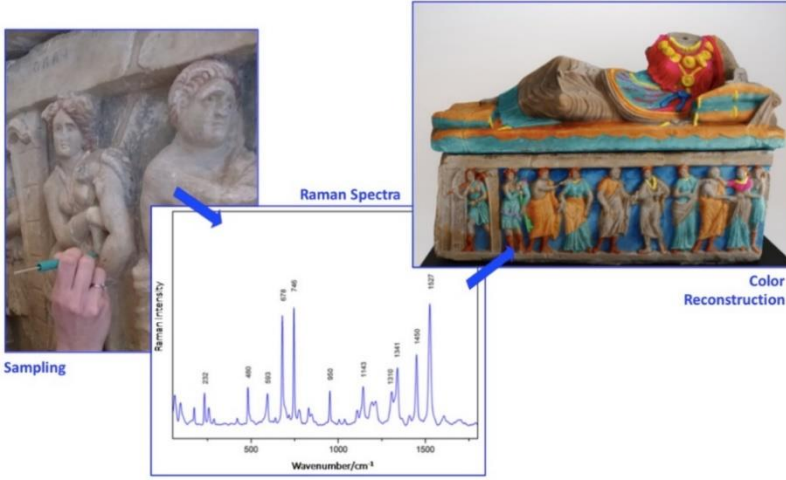 Raman Spectra
Sampling
Color
Reconstruction
Raman Intensity
232
480
593
678
746
950
1143
1310
1341
1450
1527
500
1000
1500
Wavenumber/cm⁻¹